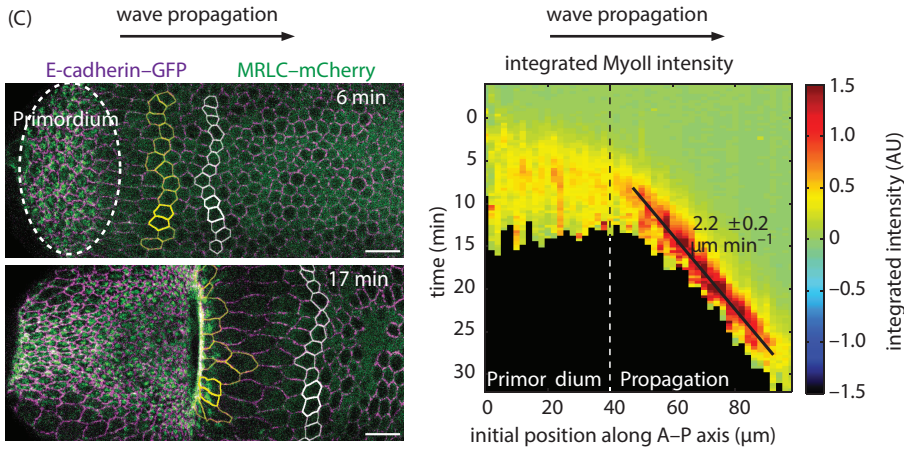 (C)
wave propagation
E-cadherin–GFP
MRLC–mCherry
6 min
Primordium
17 min
wave propagation
integrated MyoII intensity
0
5
10
15
20
25
30
time (min)
2.2 ±0.2
µm min⁻¹
Primor dium
Propagation
0
20
40
60
80
initial position along A–P axis (µm)
1.5
1.0
0.5
0
−0.5
−1.0
−1.5
integrated intensity (AU)